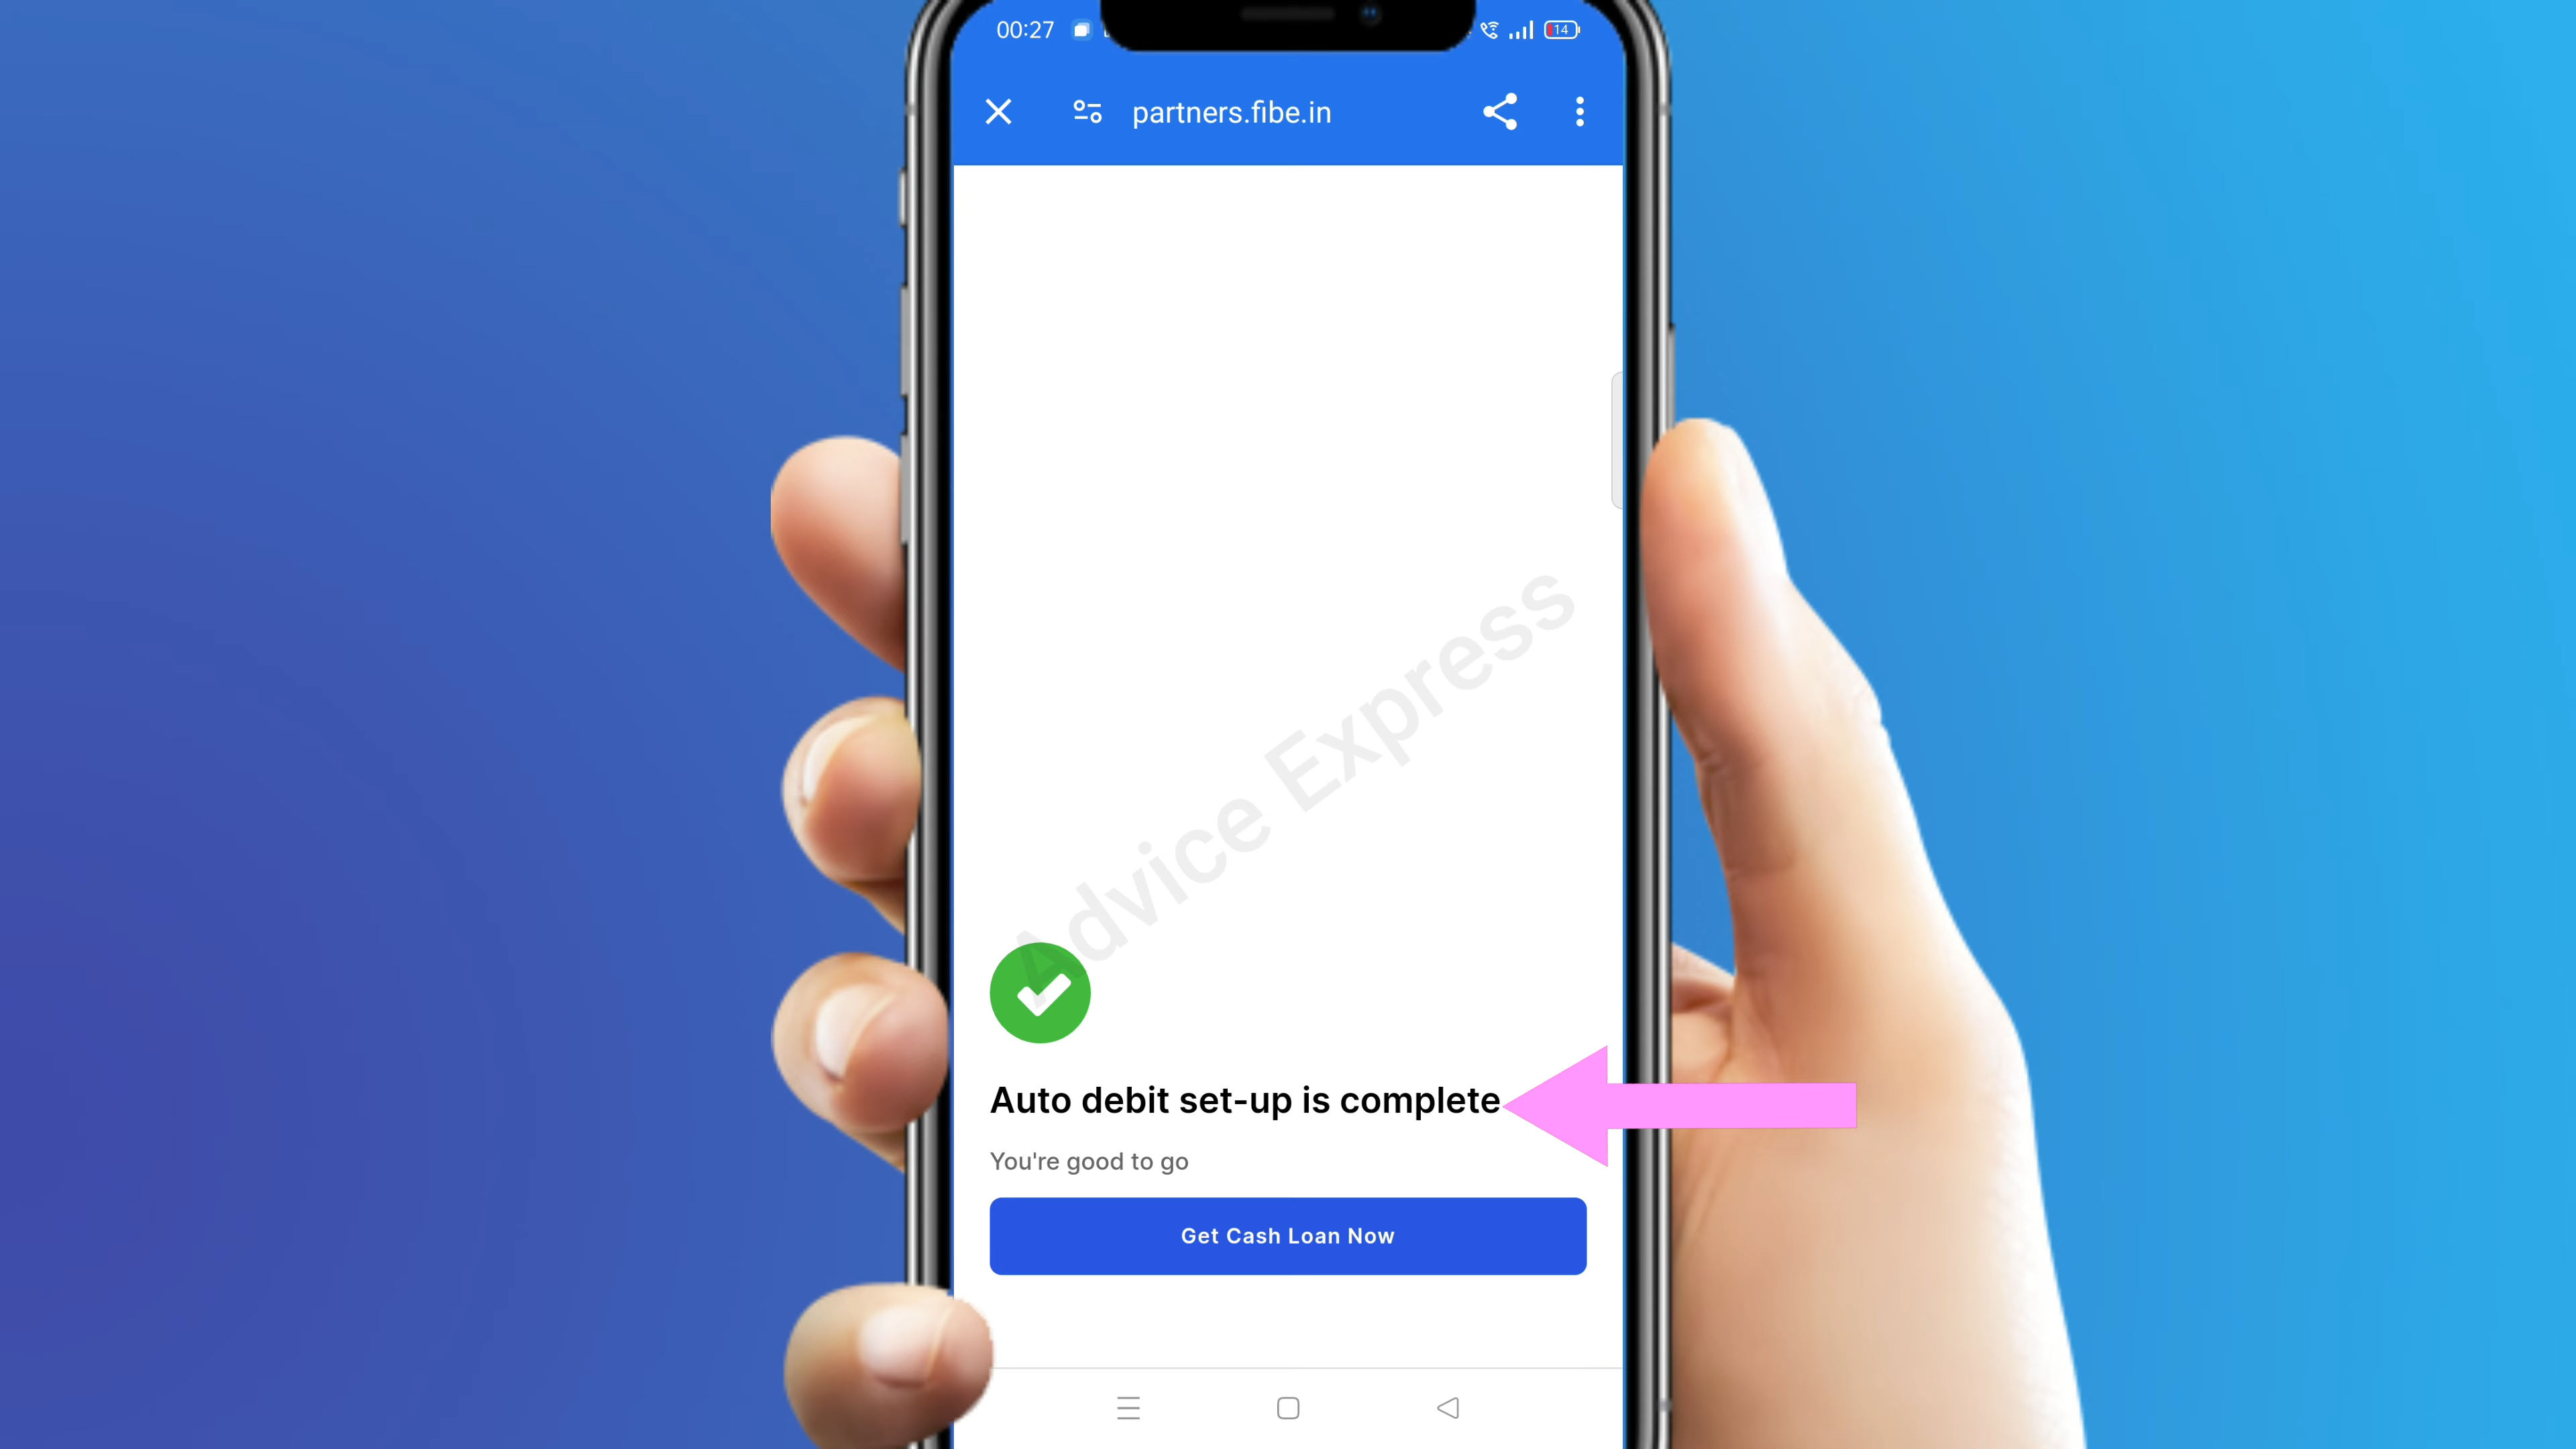 00:27
14
partners.fibe.in
Advice Express
Auto debit set-up is complete
You're good to go
Get Cash Loan Now